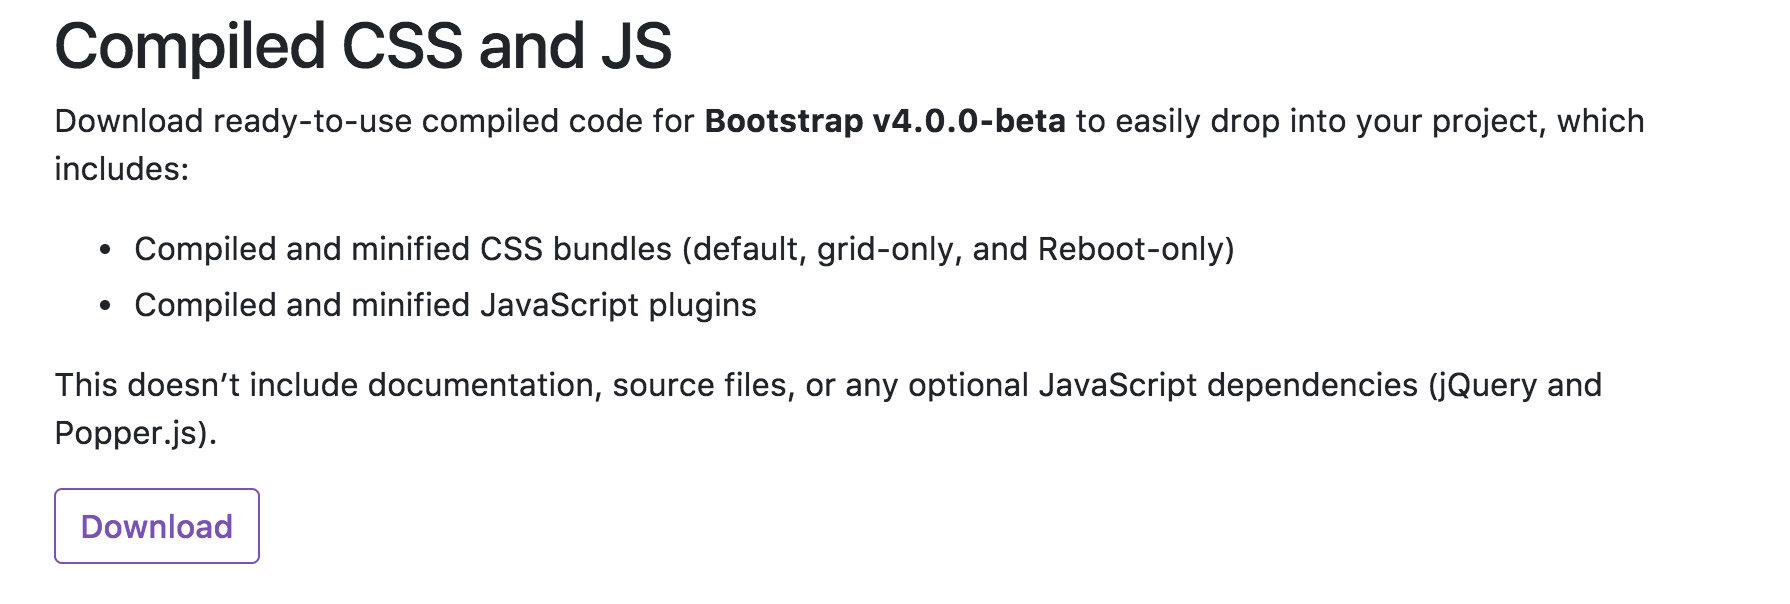 Compiled CSS and JS
Download ready-to-use compiled code for Bootstrap v4.0.0-beta to easily drop into your project, which
includes:
• Compiled and minified CSS bundles (default, grid-only, and Reboot-only)
• Compiled and minified JavaScript plugins
This doesn’t include documentation, source files, or any optional JavaScript dependencies (jQuery and
Popper.js).
Download